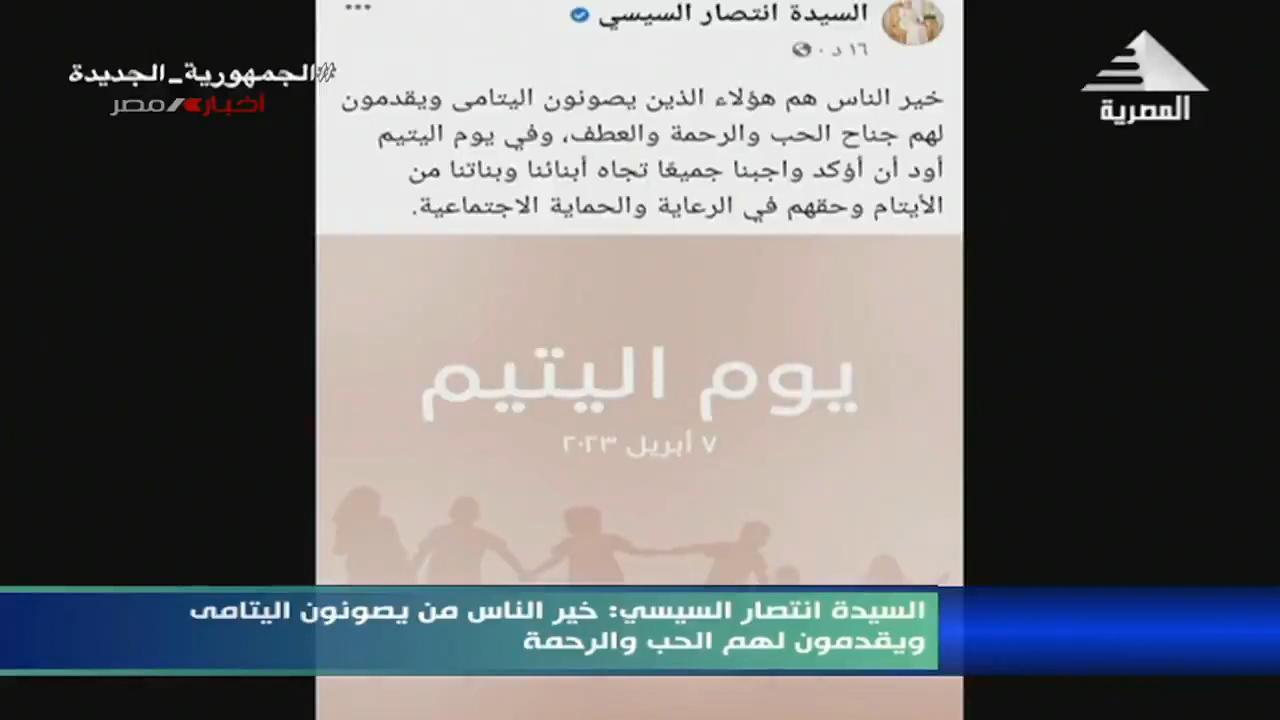 السيدة انتصار السيسي
١٦ د ·
#الجمهورية_الجديدة
أخبار مصر
المصرية
خير الناس هم هؤلاء الذين يصونون اليتامى ويقدمون
لهم جناح الحب والرحمة والعطف، وفي يوم اليتيم
أود أن أؤكد واجبنا جميعًا تجاه أبنائنا وبناتنا من
الأيتام وحقهم في الرعاية والحماية الاجتماعية.
يوم اليتيم
٧ أبريل ٢٠٢٣
السيدة انتصار السيسي: خير الناس من يصونون اليتامى
ويقدمون لهم الحب والرحمة